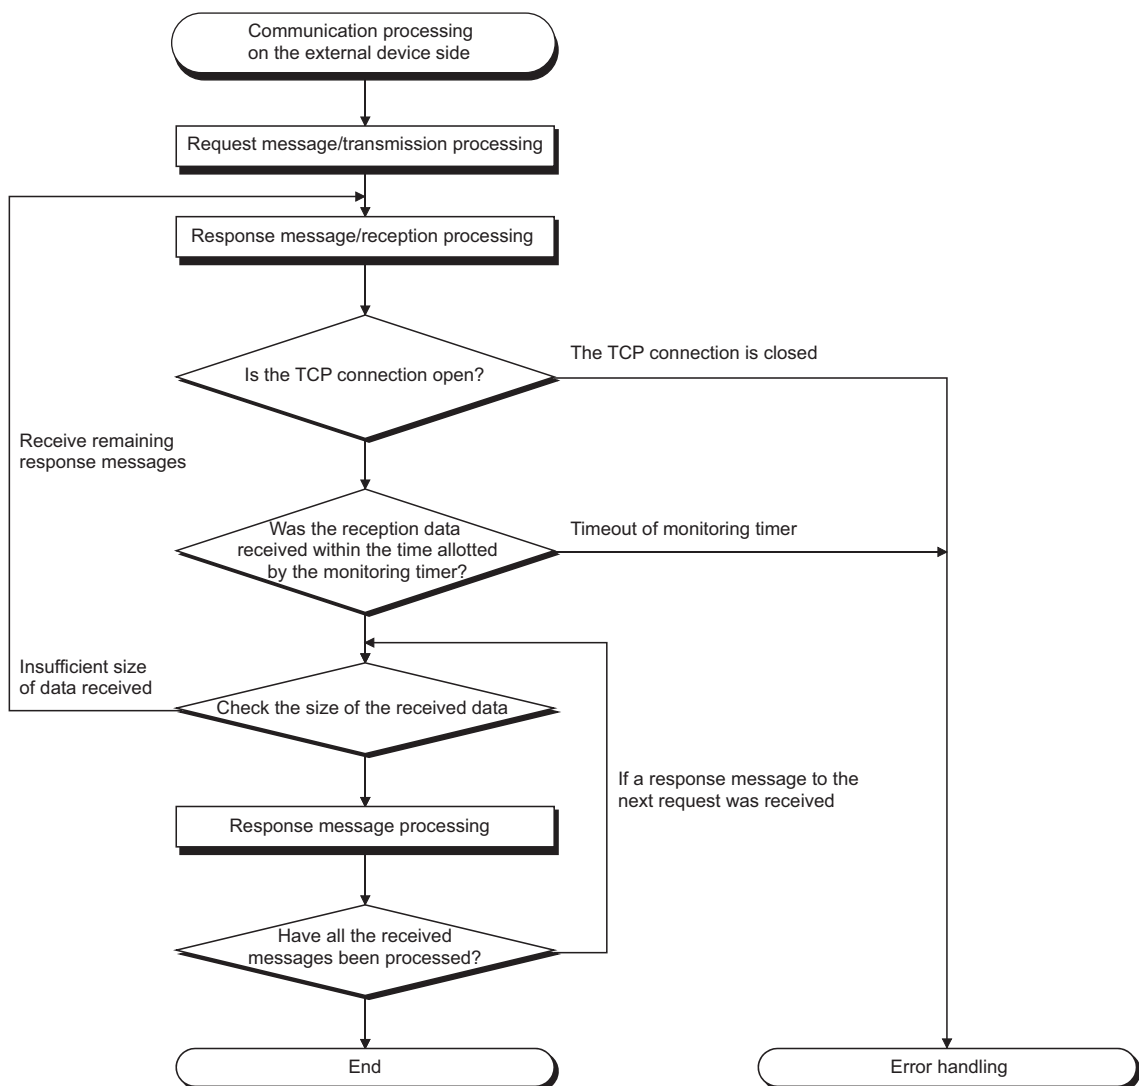 Communication processing
on the external device side
Request message/transmission processing
Response message/reception processing
The TCP connection is closed
Is the TCP connection open?
Receive remaining
response messages
Was the reception data
received within the time allotted
by the monitoring timer?
Timeout of monitoring timer
Insufficient size
of data received
Check the size of the received data
If a response message to the
next request was received
Response message processing
Have all the received
messages been processed?
End
Error handling